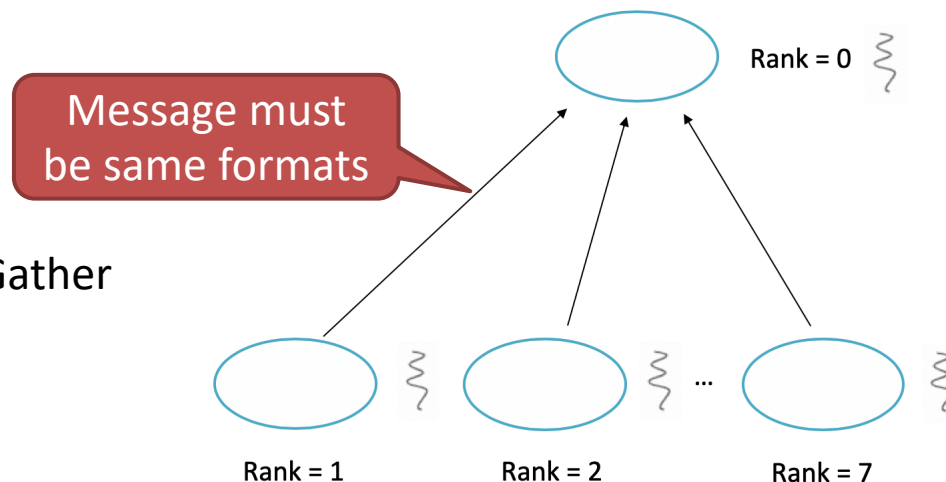 Rank = 0
Message must
be same formats
Gather
...
Rank = 1
Rank = 2
Rank = 7